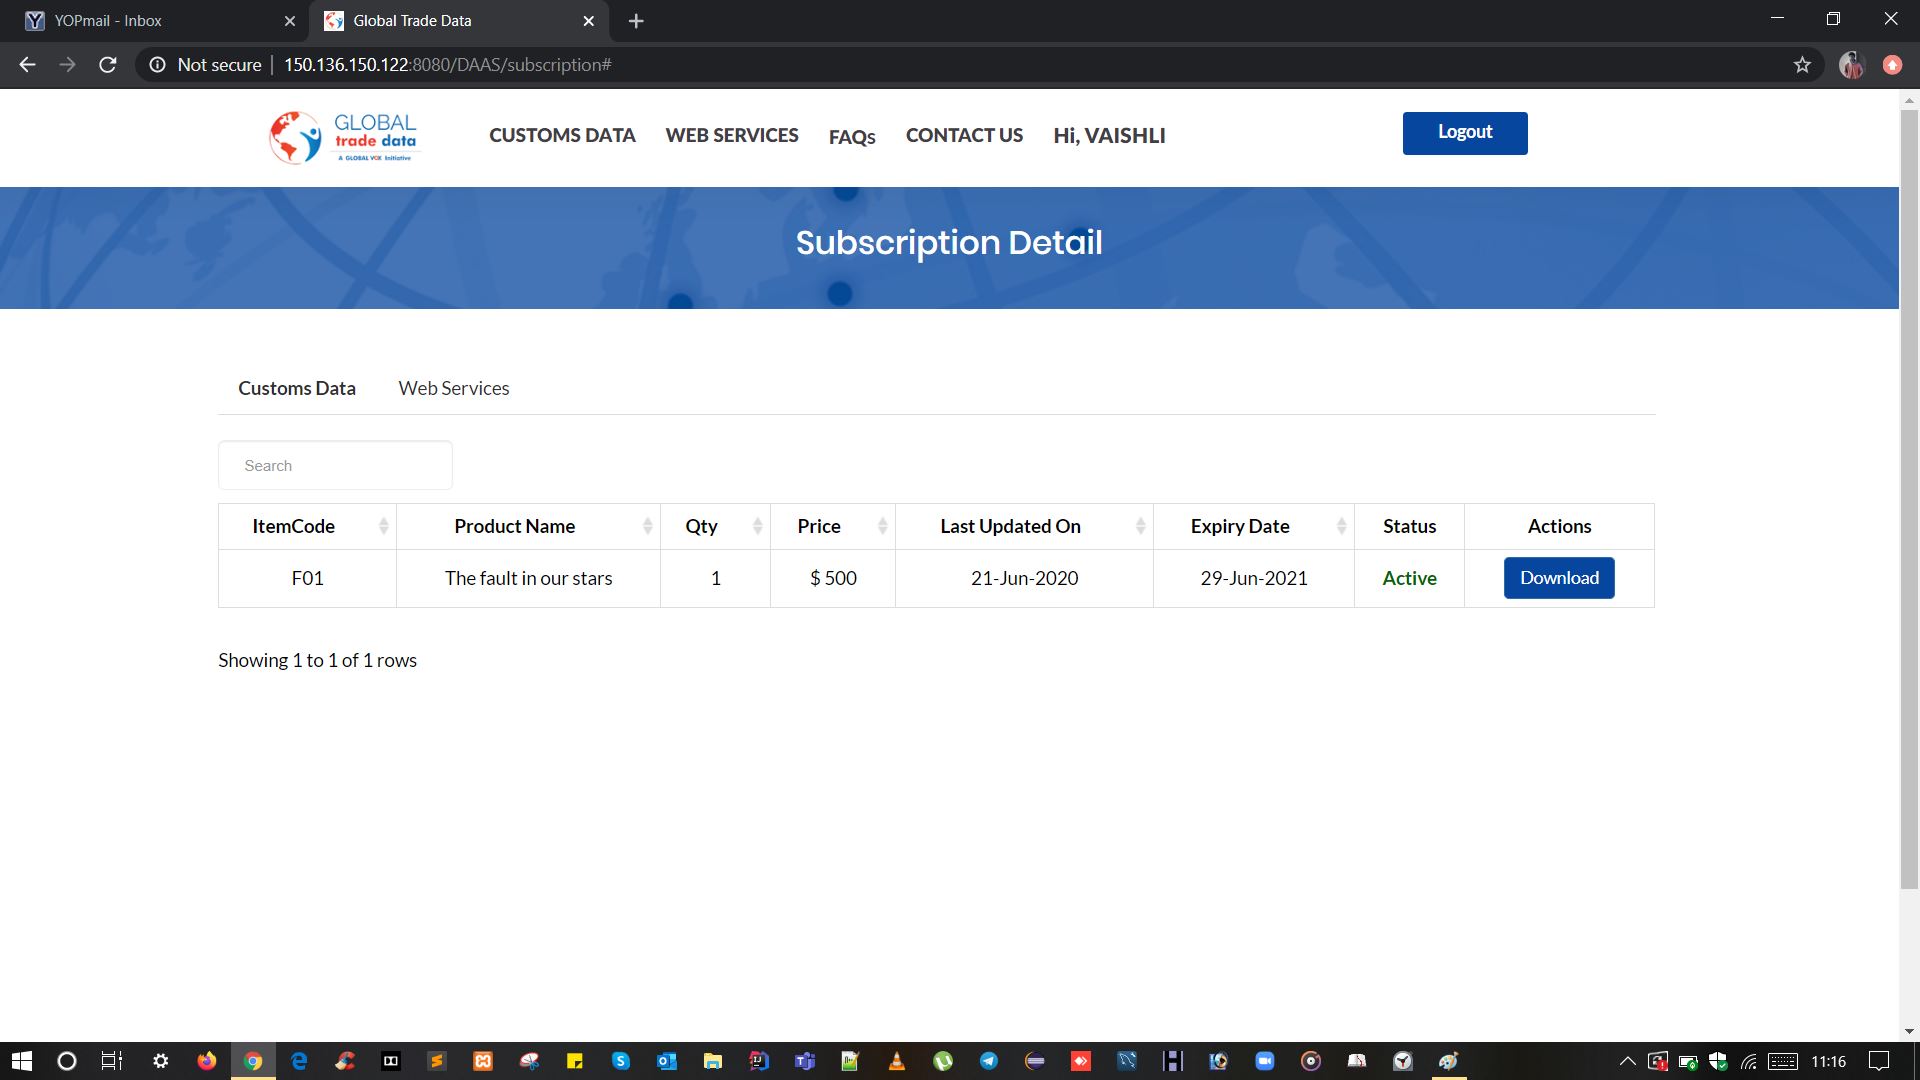 YOPmail - Inbox
Global Trade Data
Not secure | 150.136.150.122:8080/DAAS/subscription#
GLOBAL
trade data
A GLOBAL VOX Initiative
CUSTOMS DATA WEB SERVICES FAQs CONTACT US Hi, VAISHLI Logout
Subscription Detail
Customs Data Web Services
Search
ItemCode Product Name Qty Price Last Updated On Expiry Date Status Actions
F01 The fault in our stars 1 $ 500 21-Jun-2020 29-Jun-2021 Active Download
Showing 1 to 1 of 1 rows
11:16